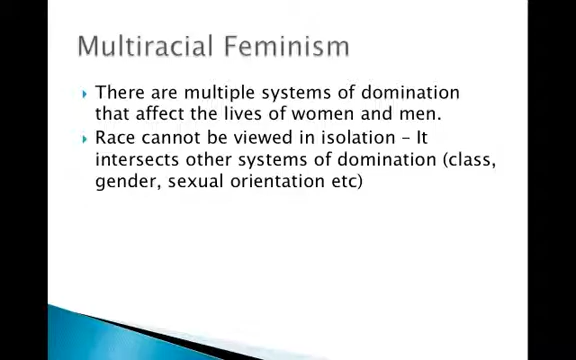 Multiracial Feminism
There are multiple systems of domination
that affect the lives of women and men.
Race cannot be viewed in isolation – It
intersects other systems of domination (class,
gender, sexual orientation etc)